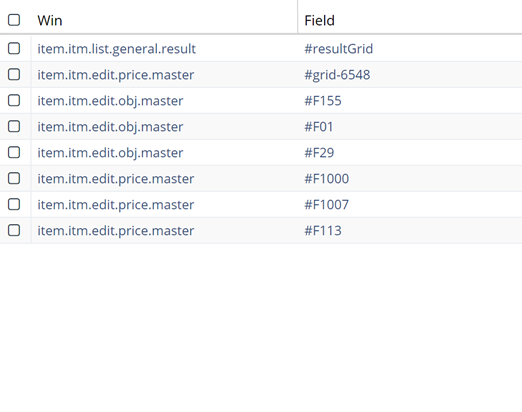 Win Field
item.itm.list.general.result #resultGrid
item.itm.edit.price.master #grid-6548
item.itm.edit.obj.master #F155
item.itm.edit.obj.master #F01
item.itm.edit.obj.master #F29
item.itm.edit.price.master #F1000
item.itm.edit.price.master #F1007
item.itm.edit.price.master #F113